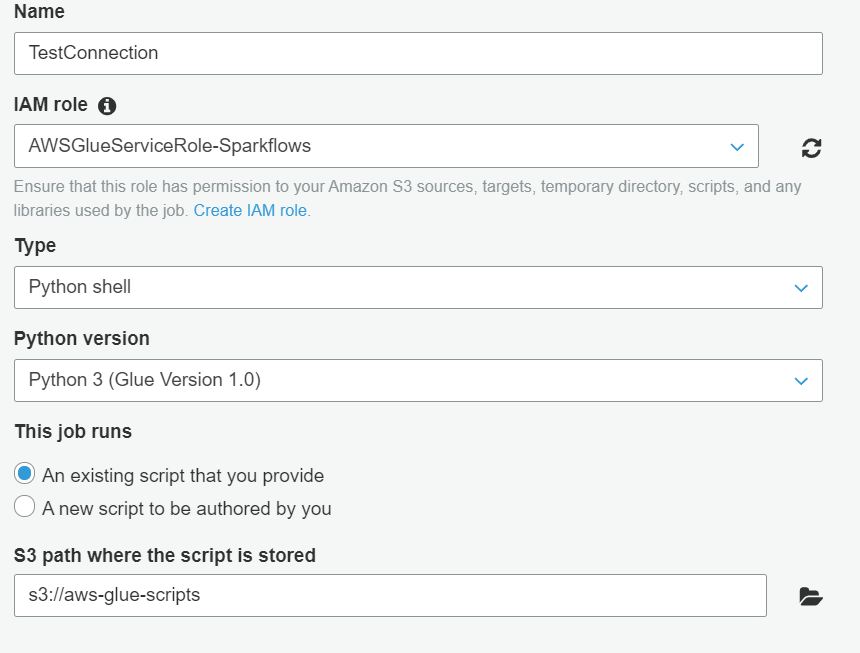 Name
TestConnection
IAM role
AWSGlueServiceRole-Sparkflows
Ensure that this role has permission to your Amazon S3 sources, targets, temporary directory, scripts, and any
libraries used by the job. Create IAM role.
Type
Python shell
Python version
Python 3 (Glue Version 1.0)
This job runs
An existing script that you provide
A new script to be authored by you
S3 path where the script is stored
s3://aws-glue-scripts